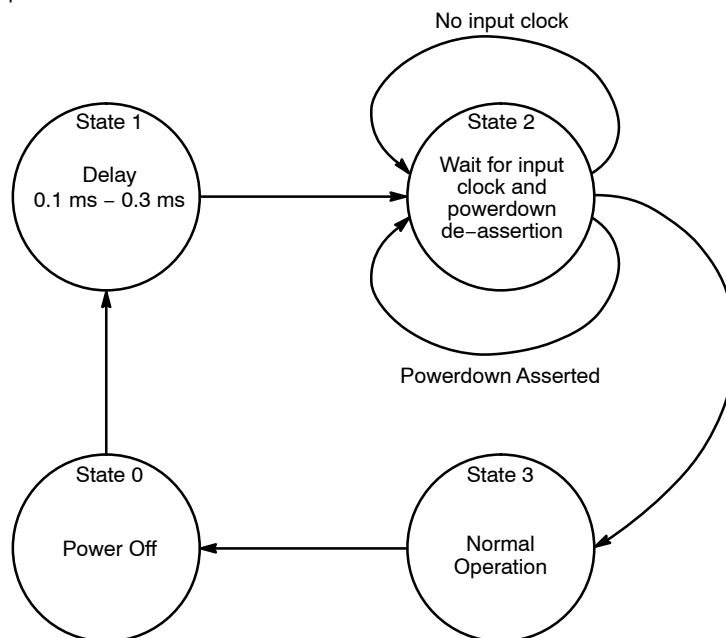 No input clock
State 1
Delay
0.1 ms − 0.3 ms
State 2
Wait for input
clock and
powerdown
de−assertion
Powerdown Asserted
State 0
Power Off
State 3
Normal
Operation